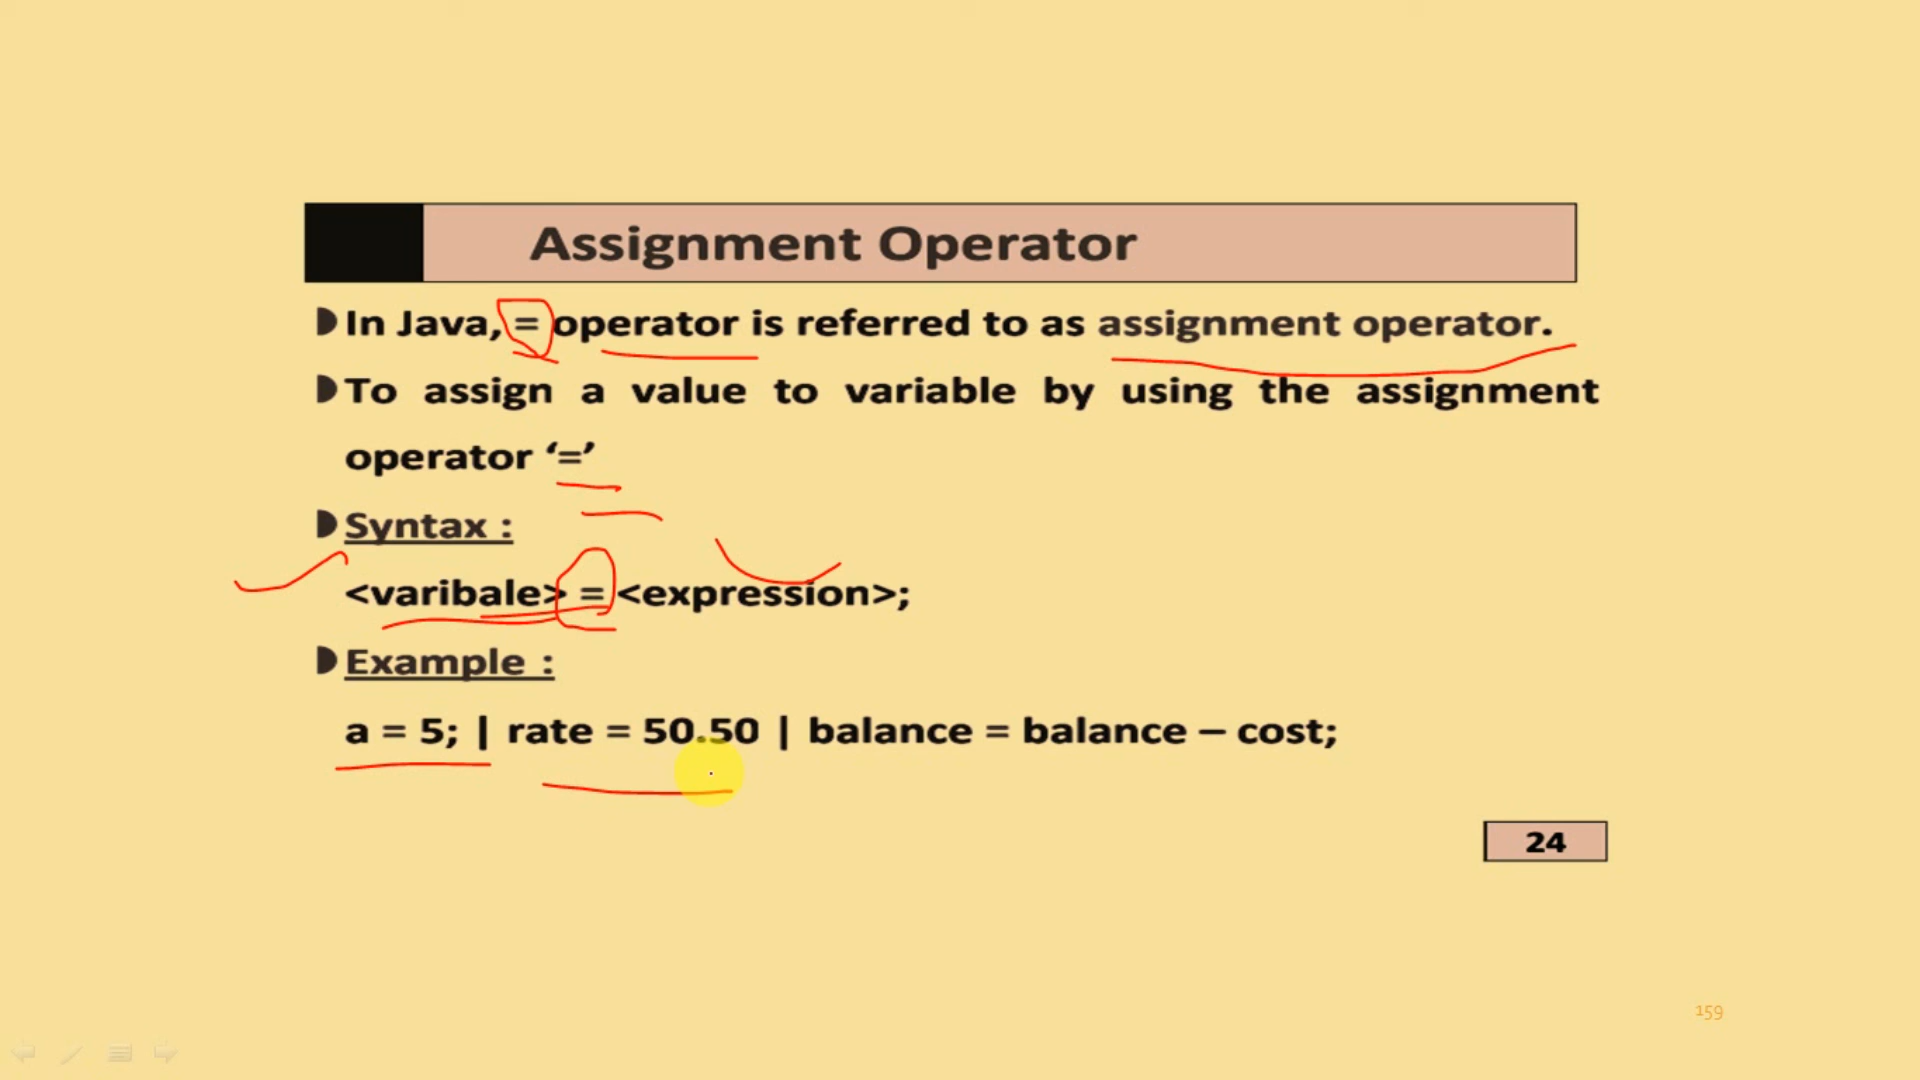 Assignment Operator
In Java, = operator is referred to as assignment operator.
To assign a value to variable by using the assignment
operator ‘=’
Syntax :
<varibale> = <expression>;
Example :
a = 5; | rate = 50.50 | balance = balance – cost;
24
159